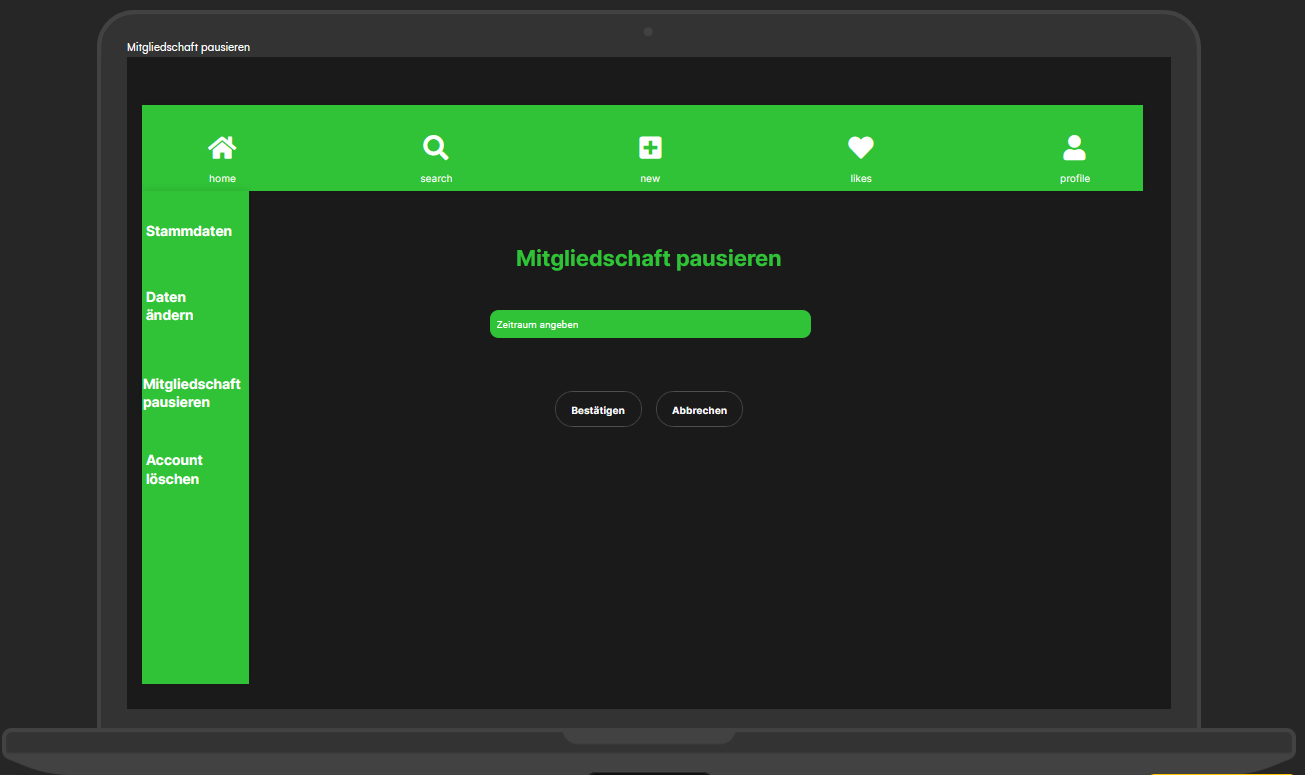 Mitgliedschaft pausieren
home
search
new
likes
profile
Stammdaten
Daten
ändern
Mitgliedschaft
pausieren
Account
löschen
Mitgliedschaft pausieren
Zeitraum angeben
Bestätigen
Abbrechen